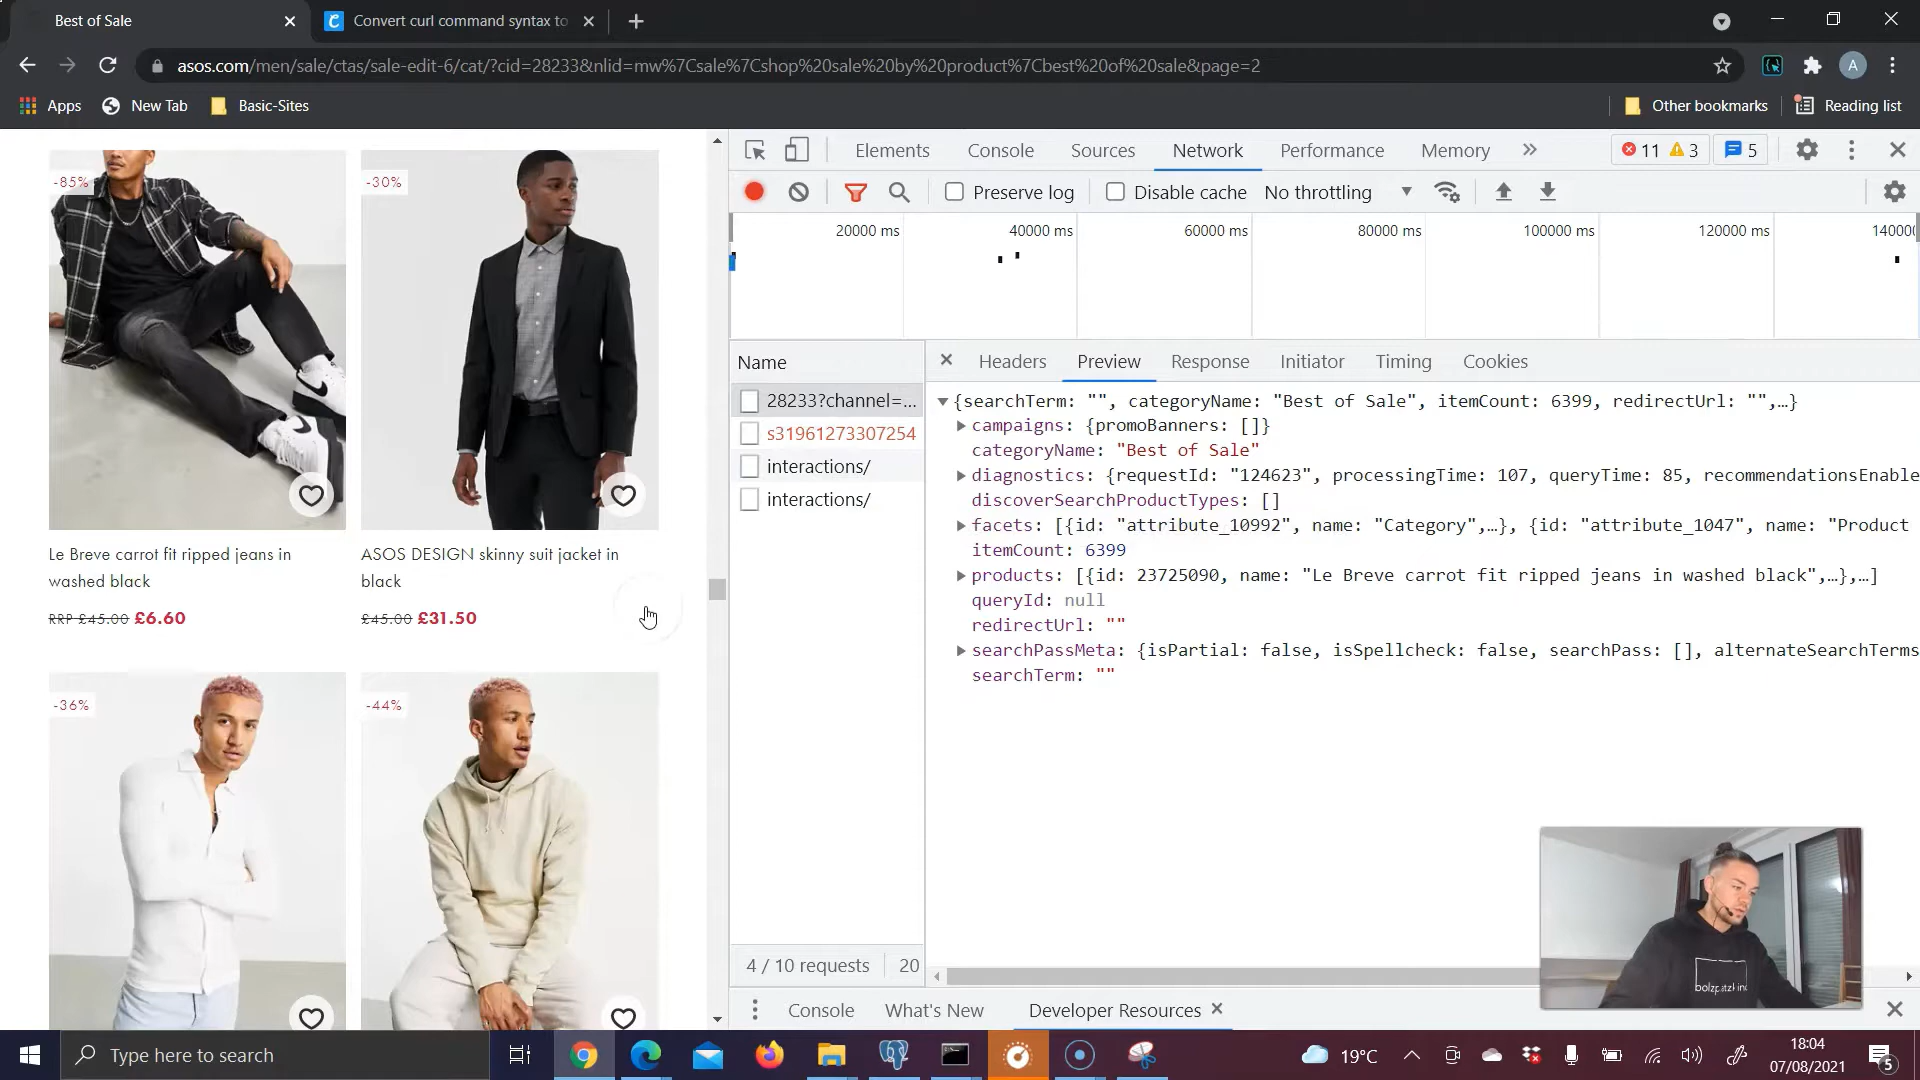 Best of Sale
Convert curl command syntax to
asos.com/men/sale/ctas/sale-edit-6/cat/?cid=28233&nlid=mw%7Csale%7Cshop%20sale%20by%20product%7Cbest%20of%20sale&page=2
A
Apps
New Tab
Basic-Sites
Other bookmarks
Reading list
Elements
Console
Sources
Network
Performance
Memory
11
3
5
Preserve log
Disable cache
No throttling
20000 ms
40000 ms
60000 ms
80000 ms
100000 ms
120000 ms
14000
Name
28233?channel=...
s31961273307254
interactions/
interactions/
4 / 10 requests
20
Headers
Preview
Response
Initiator
Timing
Cookies
{searchTerm: "", categoryName: "Best of Sale", itemCount: 6399, redirectUrl: "",…}
campaigns: {promoBanners: []}
categoryName: "Best of Sale"
diagnostics: {requestId: "124623", processingTime: 107, queryTime: 85, recommendationsEnable
discoverSearchProductTypes: []
facets: [{id: "attribute_10992", name: "Category",…}, {id: "attribute_1047", name: "Product
itemCount: 6399
products: [{id: 23725090, name: "Le Breve carrot fit ripped jeans in washed black",…},…]
queryId: null
redirectUrl: ""
searchPassMeta: {isPartial: false, isSpellcheck: false, searchPass: [], alternateSearchTerms
searchTerm: ""
-85%
-30%
Le Breve carrot fit ripped jeans in
washed black
RRP £45.00 £6.60
ASOS DESIGN skinny suit jacket in
black
£45.00 £31.50
-36%
-44%
Console
What's New
Developer Resources
Type here to search
19°C
18:04
07/08/2021
5